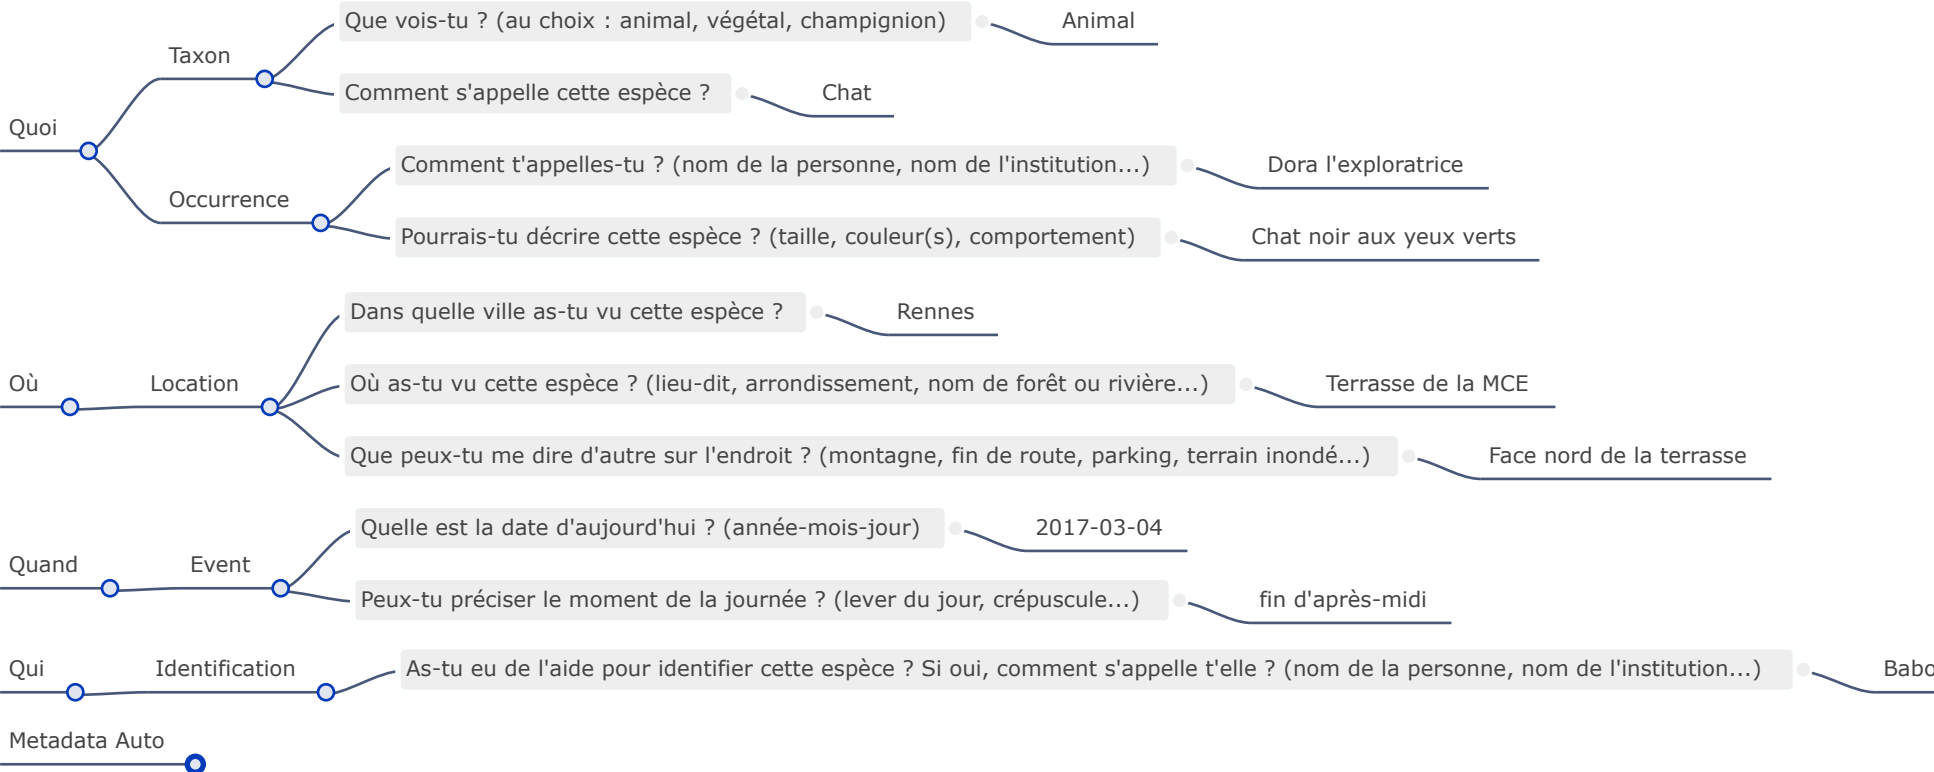 Que vois-tu ? (au choix : animal, végétal, champignion) Animal
Taxon
Comment s'appelle cette espèce ? Chat
Quoi
Comment t'appelles-tu ? (nom de la personne, nom de l'institution...) Dora l'exploratrice
Occurrence
Pourrais-tu décrire cette espèce ? (taille, couleur(s), comportement) Chat noir aux yeux verts
Dans quelle ville as-tu vu cette espèce ? Rennes
Où Location Où as-tu vu cette espèce ? (lieu-dit, arrondissement, nom de forêt ou rivière...) Terrasse de la MCE
Que peux-tu me dire d'autre sur l'endroit ? (montagne, fin de route, parking, terrain inondé...) Face nord de la terrasse
Quelle est la date d'aujourd'hui ? (année-mois-jour) 2017-03-04
Quand Event
Peux-tu préciser le moment de la journée ? (lever du jour, crépuscule...) fin d'après-midi
Qui Identification As-tu eu de l'aide pour identifier cette espèce ? Si oui, comment s'appelle t'elle ? (nom de la personne, nom de l'institution...)
Metadata Auto